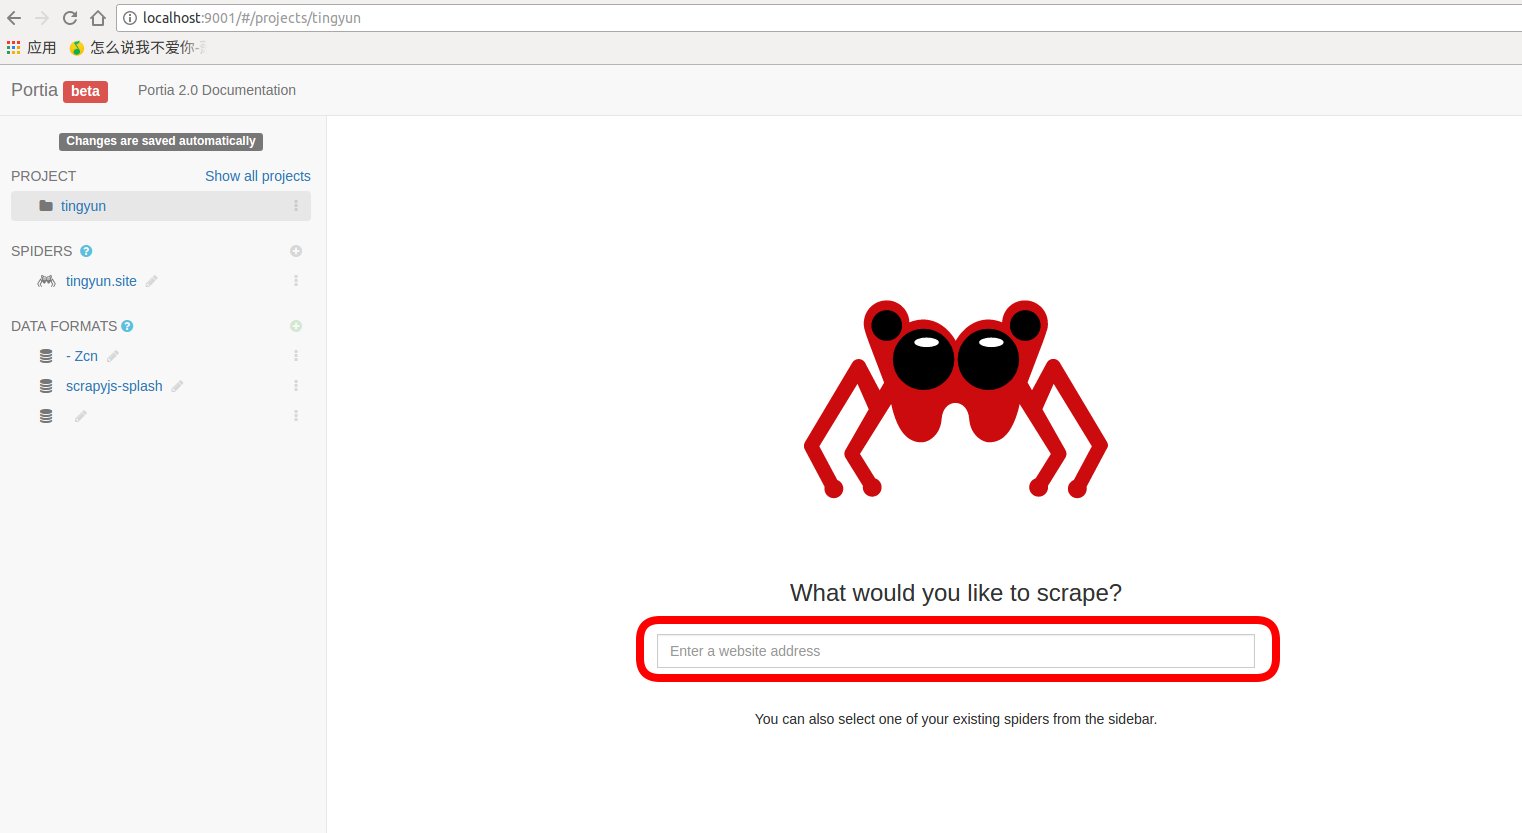 localhost:9001/#/projects/tingyun
应用 怎么说我不爱你-
Portia beta Portia 2.0 Documentation
Changes are saved automatically
PROJECT Show all projects
tingyun
SPIDERS ?
tingyun.site
DATA FORMATS ?
- Zcn
scrapyjs-splash
What would you like to scrape?
Enter a website address
You can also select one of your existing spiders from the sidebar.